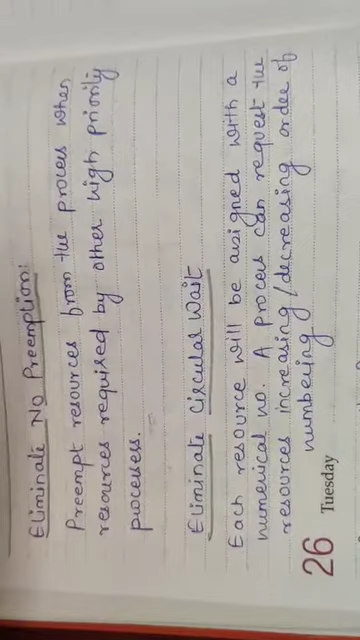 Eliminate No Preemption:
Preempt resources from the process when
resources required by other high priority
processes.
Eliminate Circular Wait
Each resource will be assigned with a
numerical no. A process can request the
resources increasing/decreasing order of
numbering
26 Tuesday